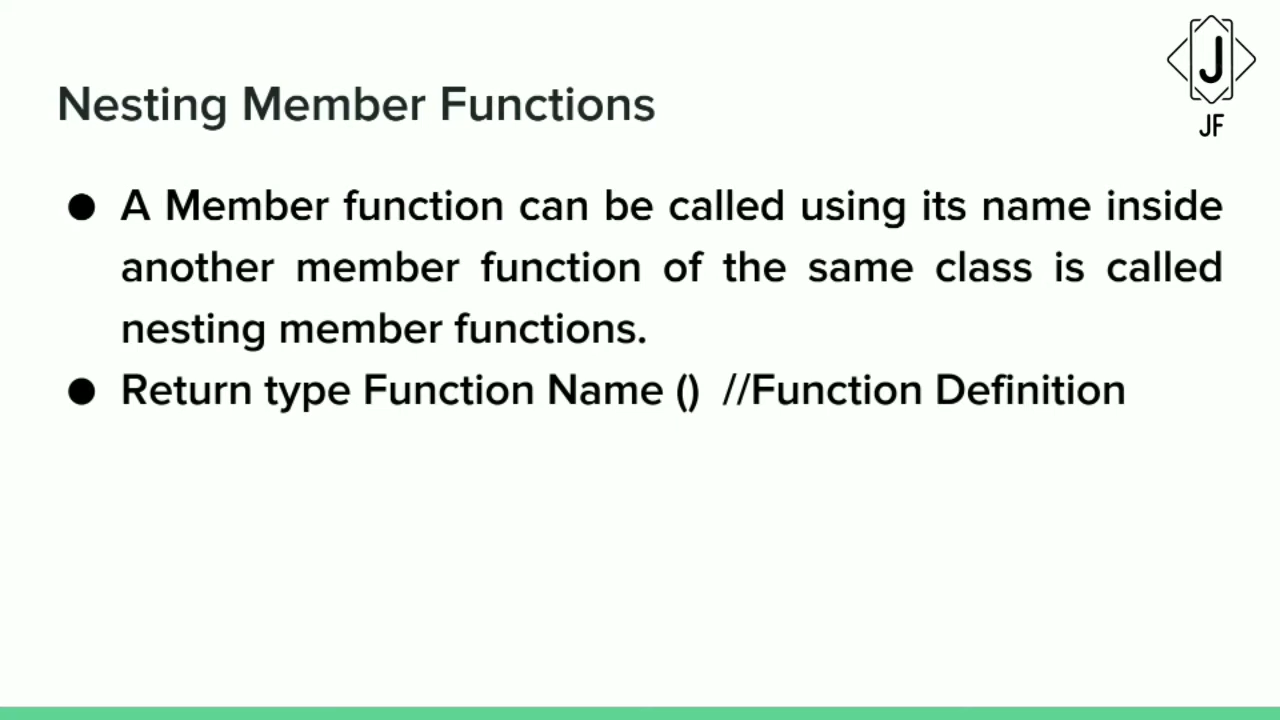 J
JF
Nesting Member Functions
● A Member function can be called using its name inside
another member function of the same class is called
nesting member functions.
● Return type Function Name () //Function Definition